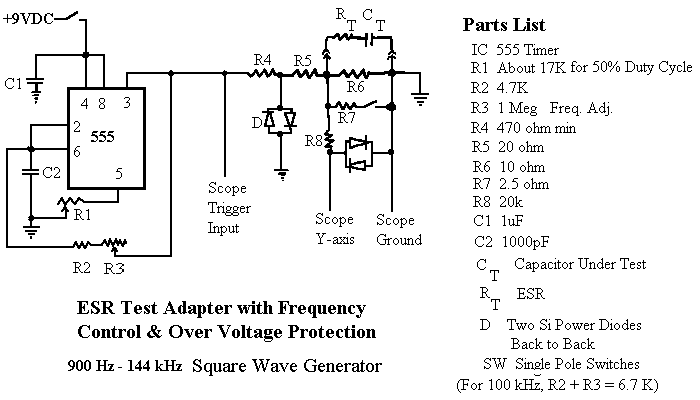 +9VDC
C1
4 8 3
2
555
6
5
C2
R1
R2 R3
R4
R5
D
R
T
C
T
R6
R7
R8
Scope
Trigger
Input
Scope
Y-axis
Scope
Ground
ESR Test Adapter with Frequency
Control & Over Voltage Protection
900 Hz - 144 kHz Square Wave Generator
Parts List
IC 555 Timer
R1 About 17K for 50% Duty Cycle
R2 4.7K
R3 1 Meg Freq. Adj.
R4 470 ohm min
R5 20 ohm
R6 10 ohm
R7 2.5 ohm
R8 20k
C1 1uF
C2 1000pF
C
T Capacitor Under Test
R
T ESR
D Two Si Power Diodes
Back to Back
SW Single Pole Switches
(For 100 kHz, R2 + R3 = 6.7 K)